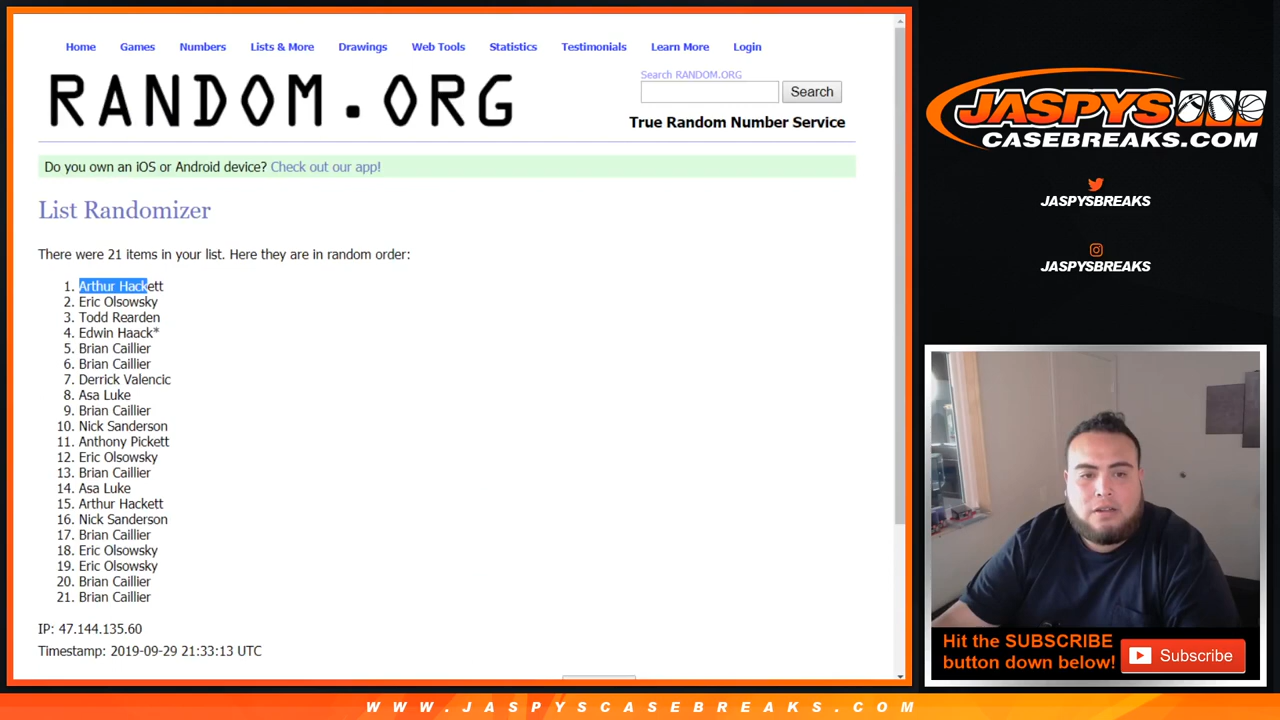 Home Games Numbers Lists & More Drawings Web Tools Statistics Testimonials Learn More Login
RANDOM.ORG
Search RANDOM.ORG
Search
True Random Number Service
Do you own an iOS or Android device? Check out our app!
List Randomizer
There were 21 items in your list. Here they are in random order:
1. Arthur Hackett
2. Eric Olsowsky
3. Todd Rearden
4. Edwin Haack*
5. Brian Caillier
6. Brian Caillier
7. Derrick Valencic
8. Asa Luke
9. Brian Caillier
10. Nick Sanderson
11. Anthony Pickett
12. Eric Olsowsky
13. Brian Caillier
14. Asa Luke
15. Arthur Hackett
16. Nick Sanderson
17. Brian Caillier
18. Eric Olsowsky
19. Eric Olsowsky
20. Brian Caillier
21. Brian Caillier
IP: 47.144.135.60
Timestamp: 2019-09-29 21:33:13 UTC
JASPYS
CASEBREAKS.COM
JASPYSBREAKS
JASPYSBREAKS
Hit the SUBSCRIBE
button down below!
Subscribe
WWW.JASPYSCASEBREAKS.COM